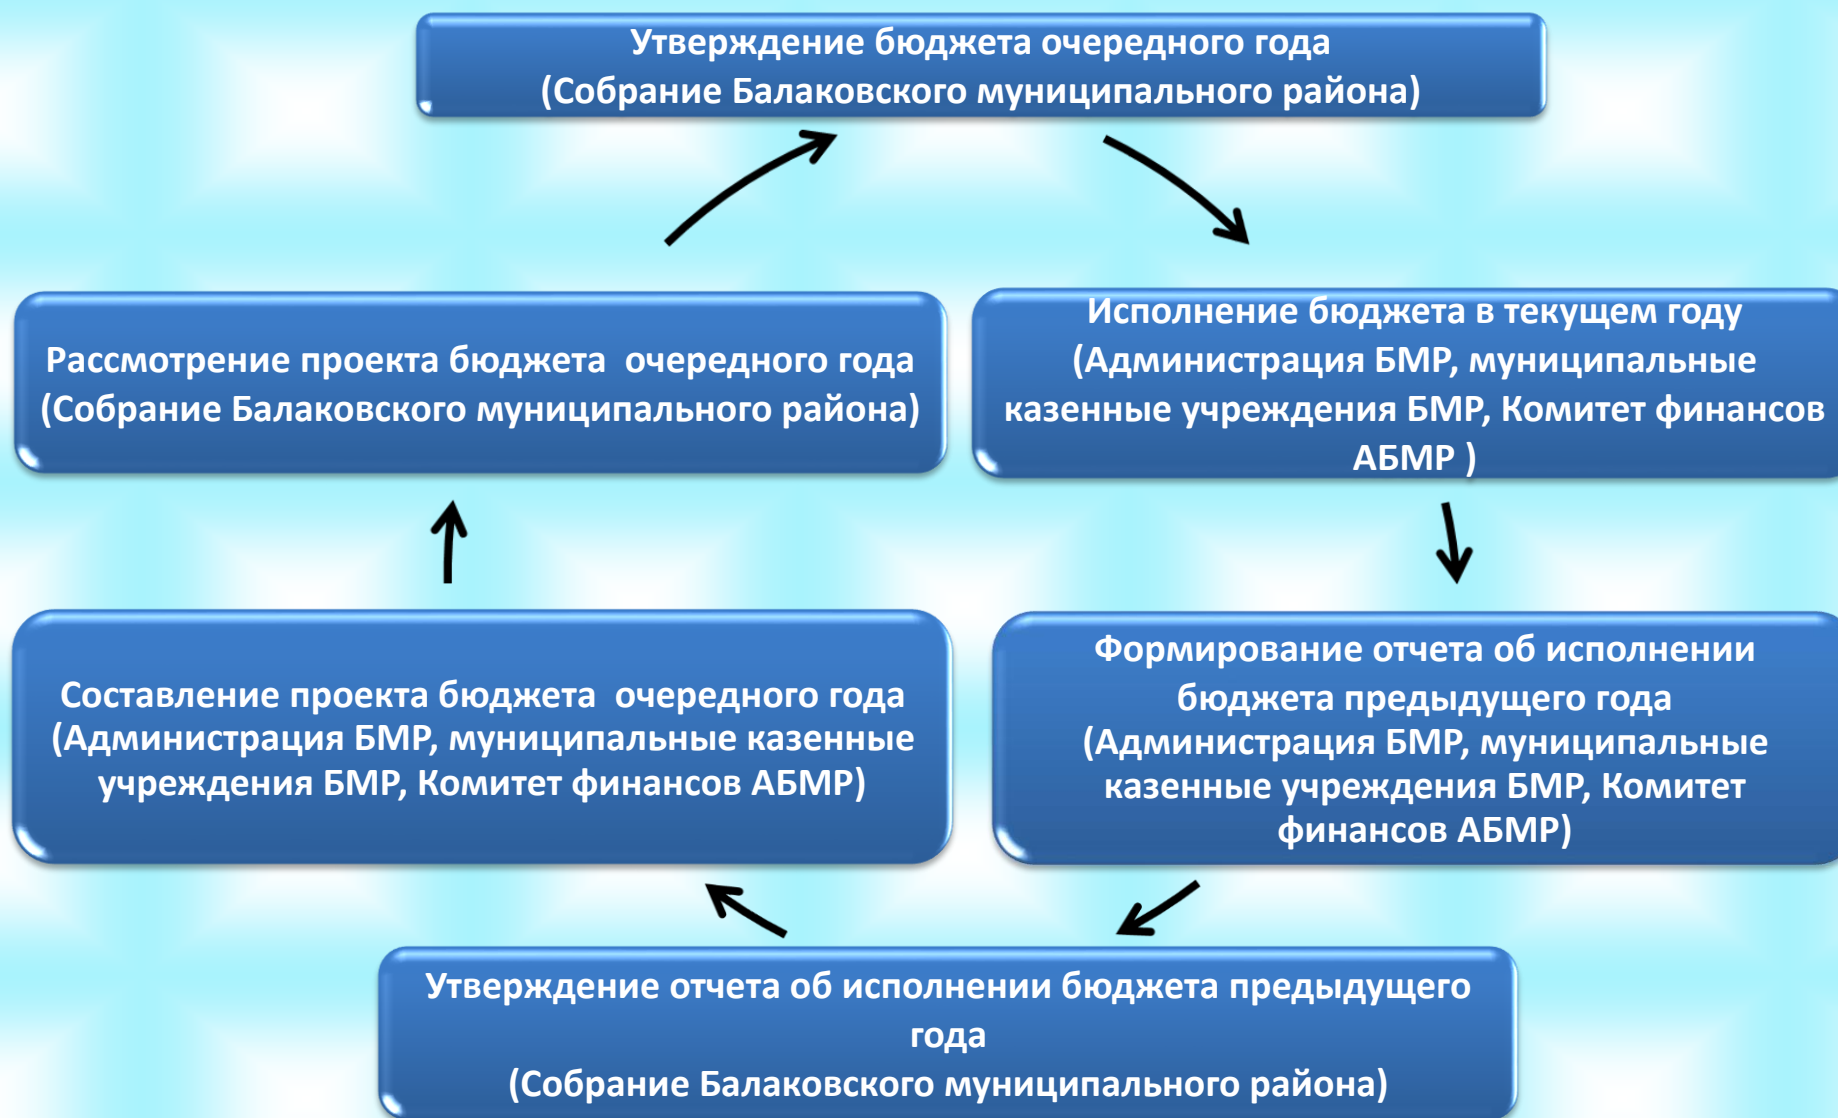 Утверждение бюджета очередного года
(Собрание Балаковского муниципального района)
Рассмотрение проекта бюджета  очередного года
(Собрание Балаковского муниципального района)
Исполнение бюджета в текущем году
(Администрация БМР, муниципальные
казенные учреждения БМР, Комитет финансов
АБМР )
Составление проекта бюджета  очередного года
(Администрация БМР, муниципальные казенные
учреждения БМР, Комитет финансов АБМР)
Формирование отчета об исполнении
бюджета предыдущего года
(Администрация БМР, муниципальные
казенные учреждения БМР, Комитет
финансов АБМР)
Утверждение отчета об исполнении бюджета предыдущего
года
(Собрание Балаковского муниципального района)